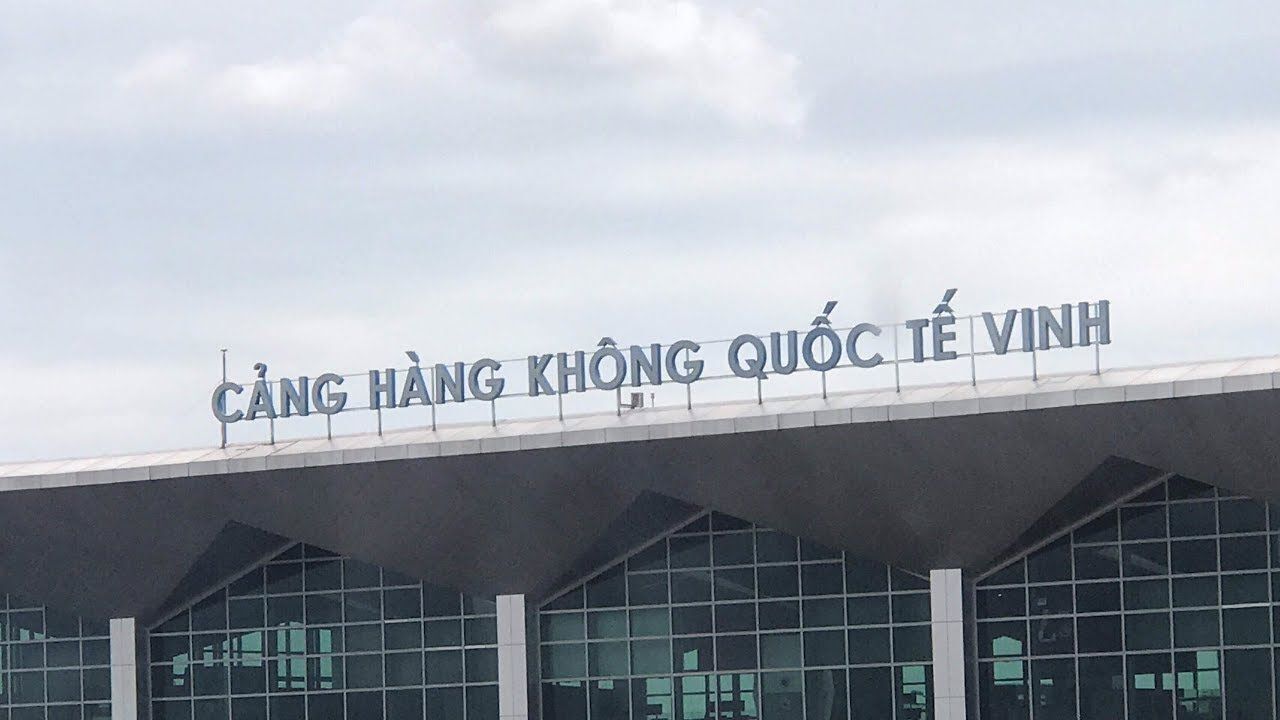 CẢNG HÀNG KHÔNG QUỐC TẾ VINH